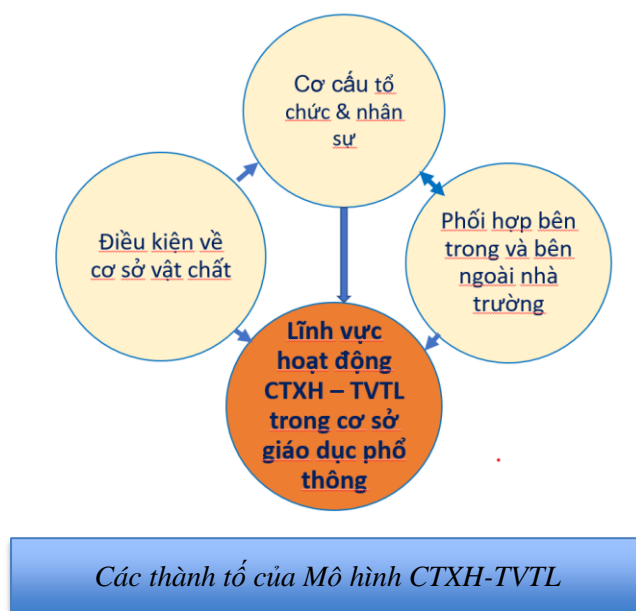 Cơ cấu tổ
chức & nhân
sự
Điều kiện về
cơ sở vật chất
Phối hợp bên
trong và bên
ngoài nhà
trường
Lĩnh vực
hoạt động
CTXH – TVTL
trong cơ sở
giáo dục phổ
thông
Các thành tố của Mô hình CTXH-TVTL